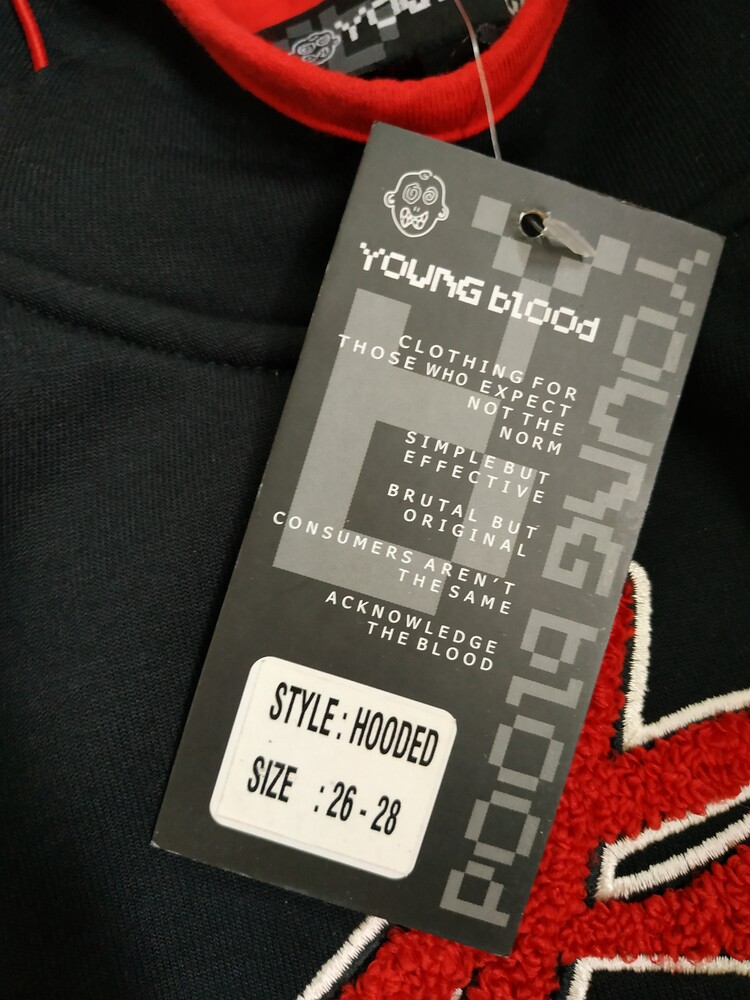 YOUNG blood
CLOTHING FOR
THOSE WHO EXPECT
NOT THE
NORM
SIMPLE BUT
EFFECTIVE
BRUTAL BUT
ORIGINAL
CONSUMERS AREN'T
THE SAME
ACKNOWLEDGE
THE BLOOD
STYLE : HOODED
SIZE : 26 - 28
YOUNG blood